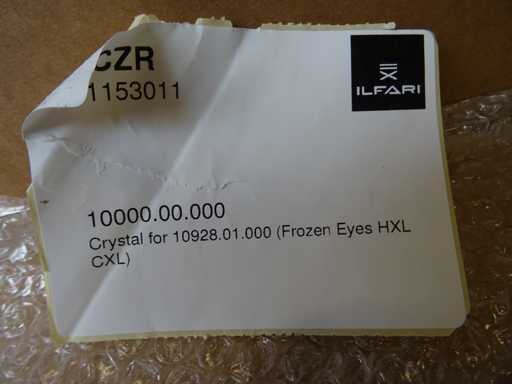 CZR
1153011
ILFARI
10000.00.000
Crystal for 10928.01.000 (Frozen Eyes HXL
CXL)